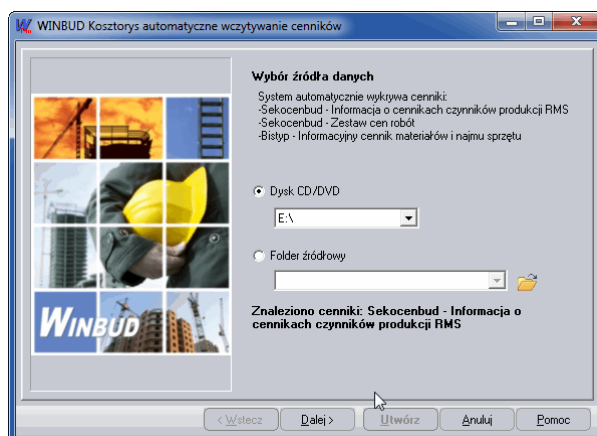 WINBUD Kosztorys automatyczne wczytywanie cenników
Wybór źródła danych
System automatycznie wykrywa cenniki:
-Sekocenbud - Informacja o cennikach czynników produkcji RMS
-Sekocenbud - Zestaw cen robót
-Bistyp - Informacyjny cennik materiałów i najmu sprzętu
Dysk CD/DVD
E:\
Folder źródłowy
Znaleziono cenniki: Sekocenbud - Informacja o
cennikach czynników produkcji RMS
WINBUD
< Wstecz Dalej > Utwórz Anuluj Pomoc